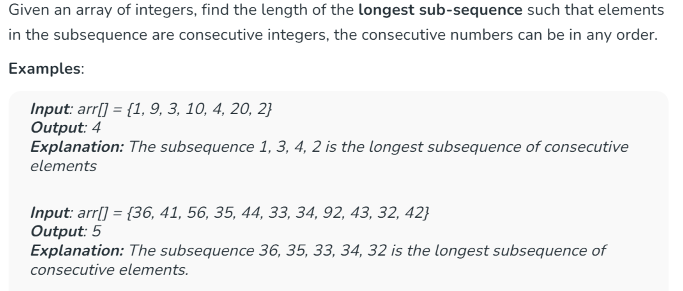 Given an array of integers, find the length of the longest sub-sequence such that elements
in the subsequence are consecutive integers, the consecutive numbers can be in any order.
Examples:
Input: arr[] = {1, 9, 3, 10, 4, 20, 2}
Output: 4
Explanation: The subsequence 1, 3, 4, 2 is the longest subsequence of consecutive
elements
Input: arr[] = {36, 41, 56, 35, 44, 33, 34, 92, 43, 32, 42}
Output: 5
Explanation: The subsequence 36, 35, 33, 34, 32 is the longest subsequence of
consecutive elements.